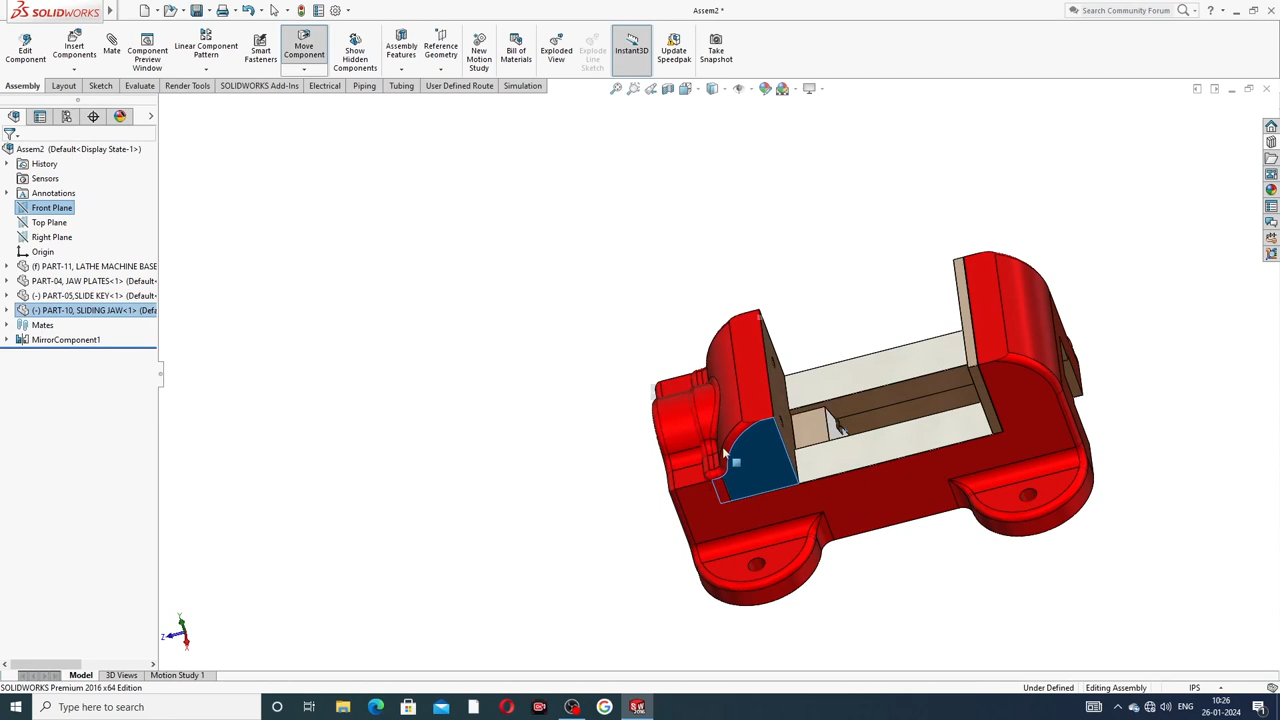 SOLIDWORKS
Assem2 *
Search Community Forum
Edit Component
Insert Components
Mate
Component Preview Window
Linear Component Pattern
Smart Fasteners
Move Component
Show Hidden Components
Assembly Features
Reference Geometry
New Motion Study
Bill of Materials
Exploded View
Explode Line Sketch
Instant3D
Update Speedpak
Take Snapshot
Assembly Layout Sketch Evaluate Render Tools SOLIDWORKS Add-Ins Electrical Piping Tubing User Defined Route Simulation
Assem2 (Default<Display State-1>)
History
Sensors
Annotations
Front Plane
Top Plane
Right Plane
Origin
(f) PART-11, LATHE MACHINE BASE
PART-04, JAW PLATES<1> (Default<
(-) PART-05,SLIDE KEY<1> (Default<
(-) PART-10, SLIDING JAW<1> (Defa
Mates
MirrorComponent1
Y
Z
X
Model 3D Views Motion Study 1
SOLIDWORKS Premium 2016 x64 Edition
Under Defined Editing Assembly IPS
Type here to search
ENG
10:26
26-01-2024